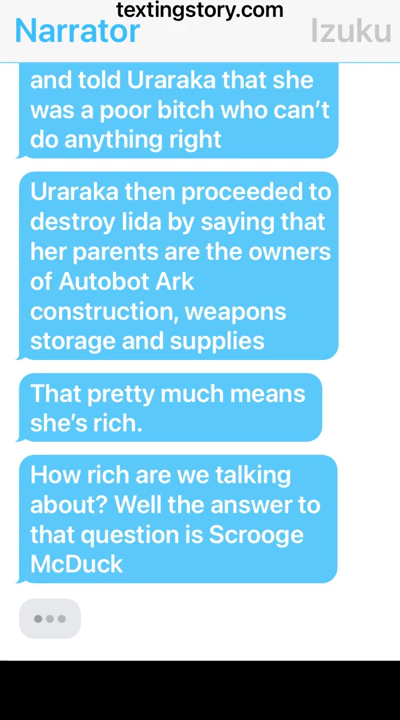 textingstory.com
Narrator
Izuku
and told Uraraka that she
was a poor bitch who can't
do anything right
Uraraka then proceeded to
destroy Iida by saying that
her parents are the owners
of Autobot Ark
construction, weapons
storage and supplies
That pretty much means
she's rich.
How rich are we talking
about? Well the answer to
that question is Scrooge
McDuck